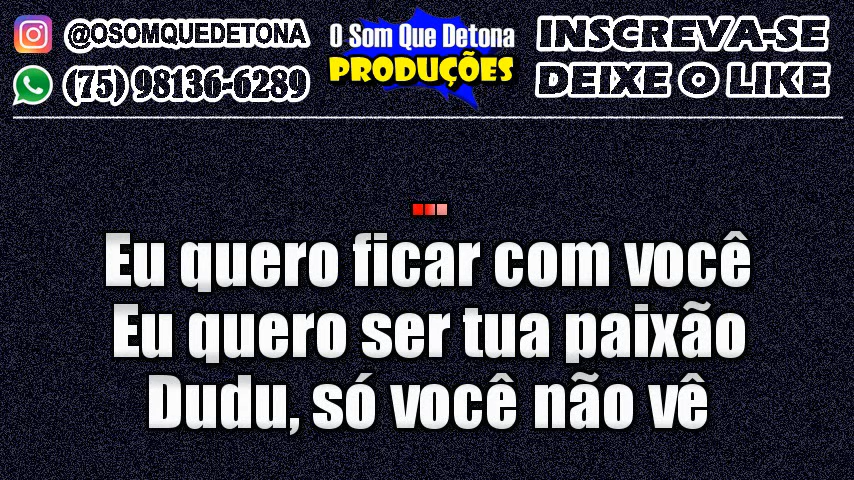 @OSOMQUEDETONA
(75) 98136-6289
O Som Que Detona
PRODUÇÕES
INSCREVA-SE
DEIXE O LIKE
Eu quero ficar com você
Eu quero ser tua paixão
Dudu, só você não vê